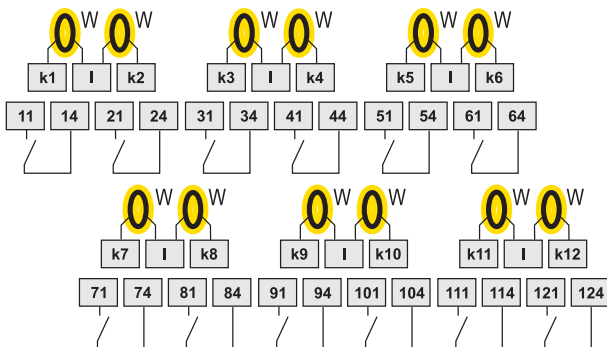 W W W W W W
k1 l k2 k3 l k4 k5 l k6
11 14 21 24 31 34 41 44 51 54 61 64
W W W W W W
k7 l k8 k9 l k10 k11 l k12
71 74 81 84 91 94 101 104 111 114 121 124